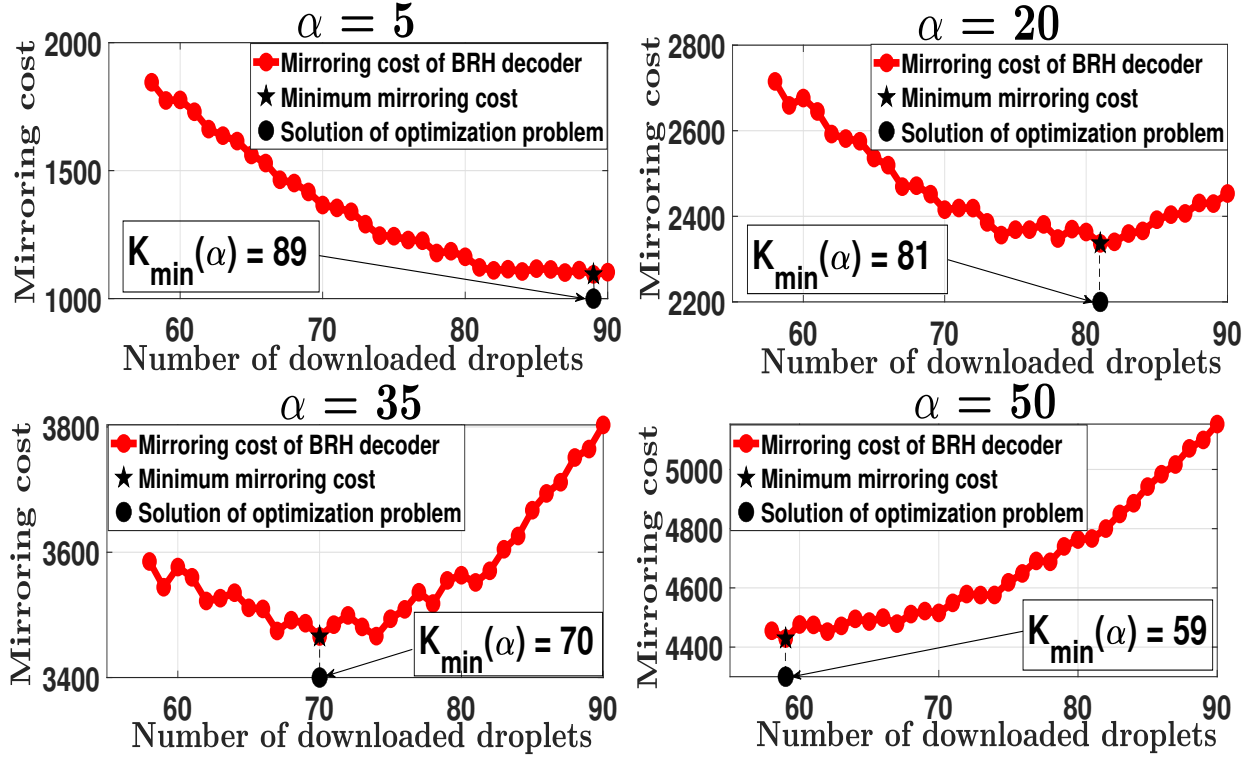 α = 5
Mirroring cost
2000
1500
1000
Mirroring cost of BRH decoder
Minimum mirroring cost
Solution of optimization problem
K_min(α) = 89
60 70 80 90
Number of downloaded droplets
α = 20
Mirroring cost
2800
2600
2400
2200
Mirroring cost of BRH decoder
Minimum mirroring cost
Solution of optimization problem
K_min(α) = 81
60 70 80 90
Number of downloaded droplets
α = 35
Mirroring cost
3800
3600
3400
Mirroring cost of BRH decoder
Minimum mirroring cost
Solution of optimization problem
K_min(α) = 70
60 70 80 90
Number of downloaded droplets
α = 50
Mirroring cost
5000
4800
4600
4400
Mirroring cost of BRH decoder
Minimum mirroring cost
Solution of optimization problem
K_min(α) = 59
60 70 80 90
Number of downloaded droplets